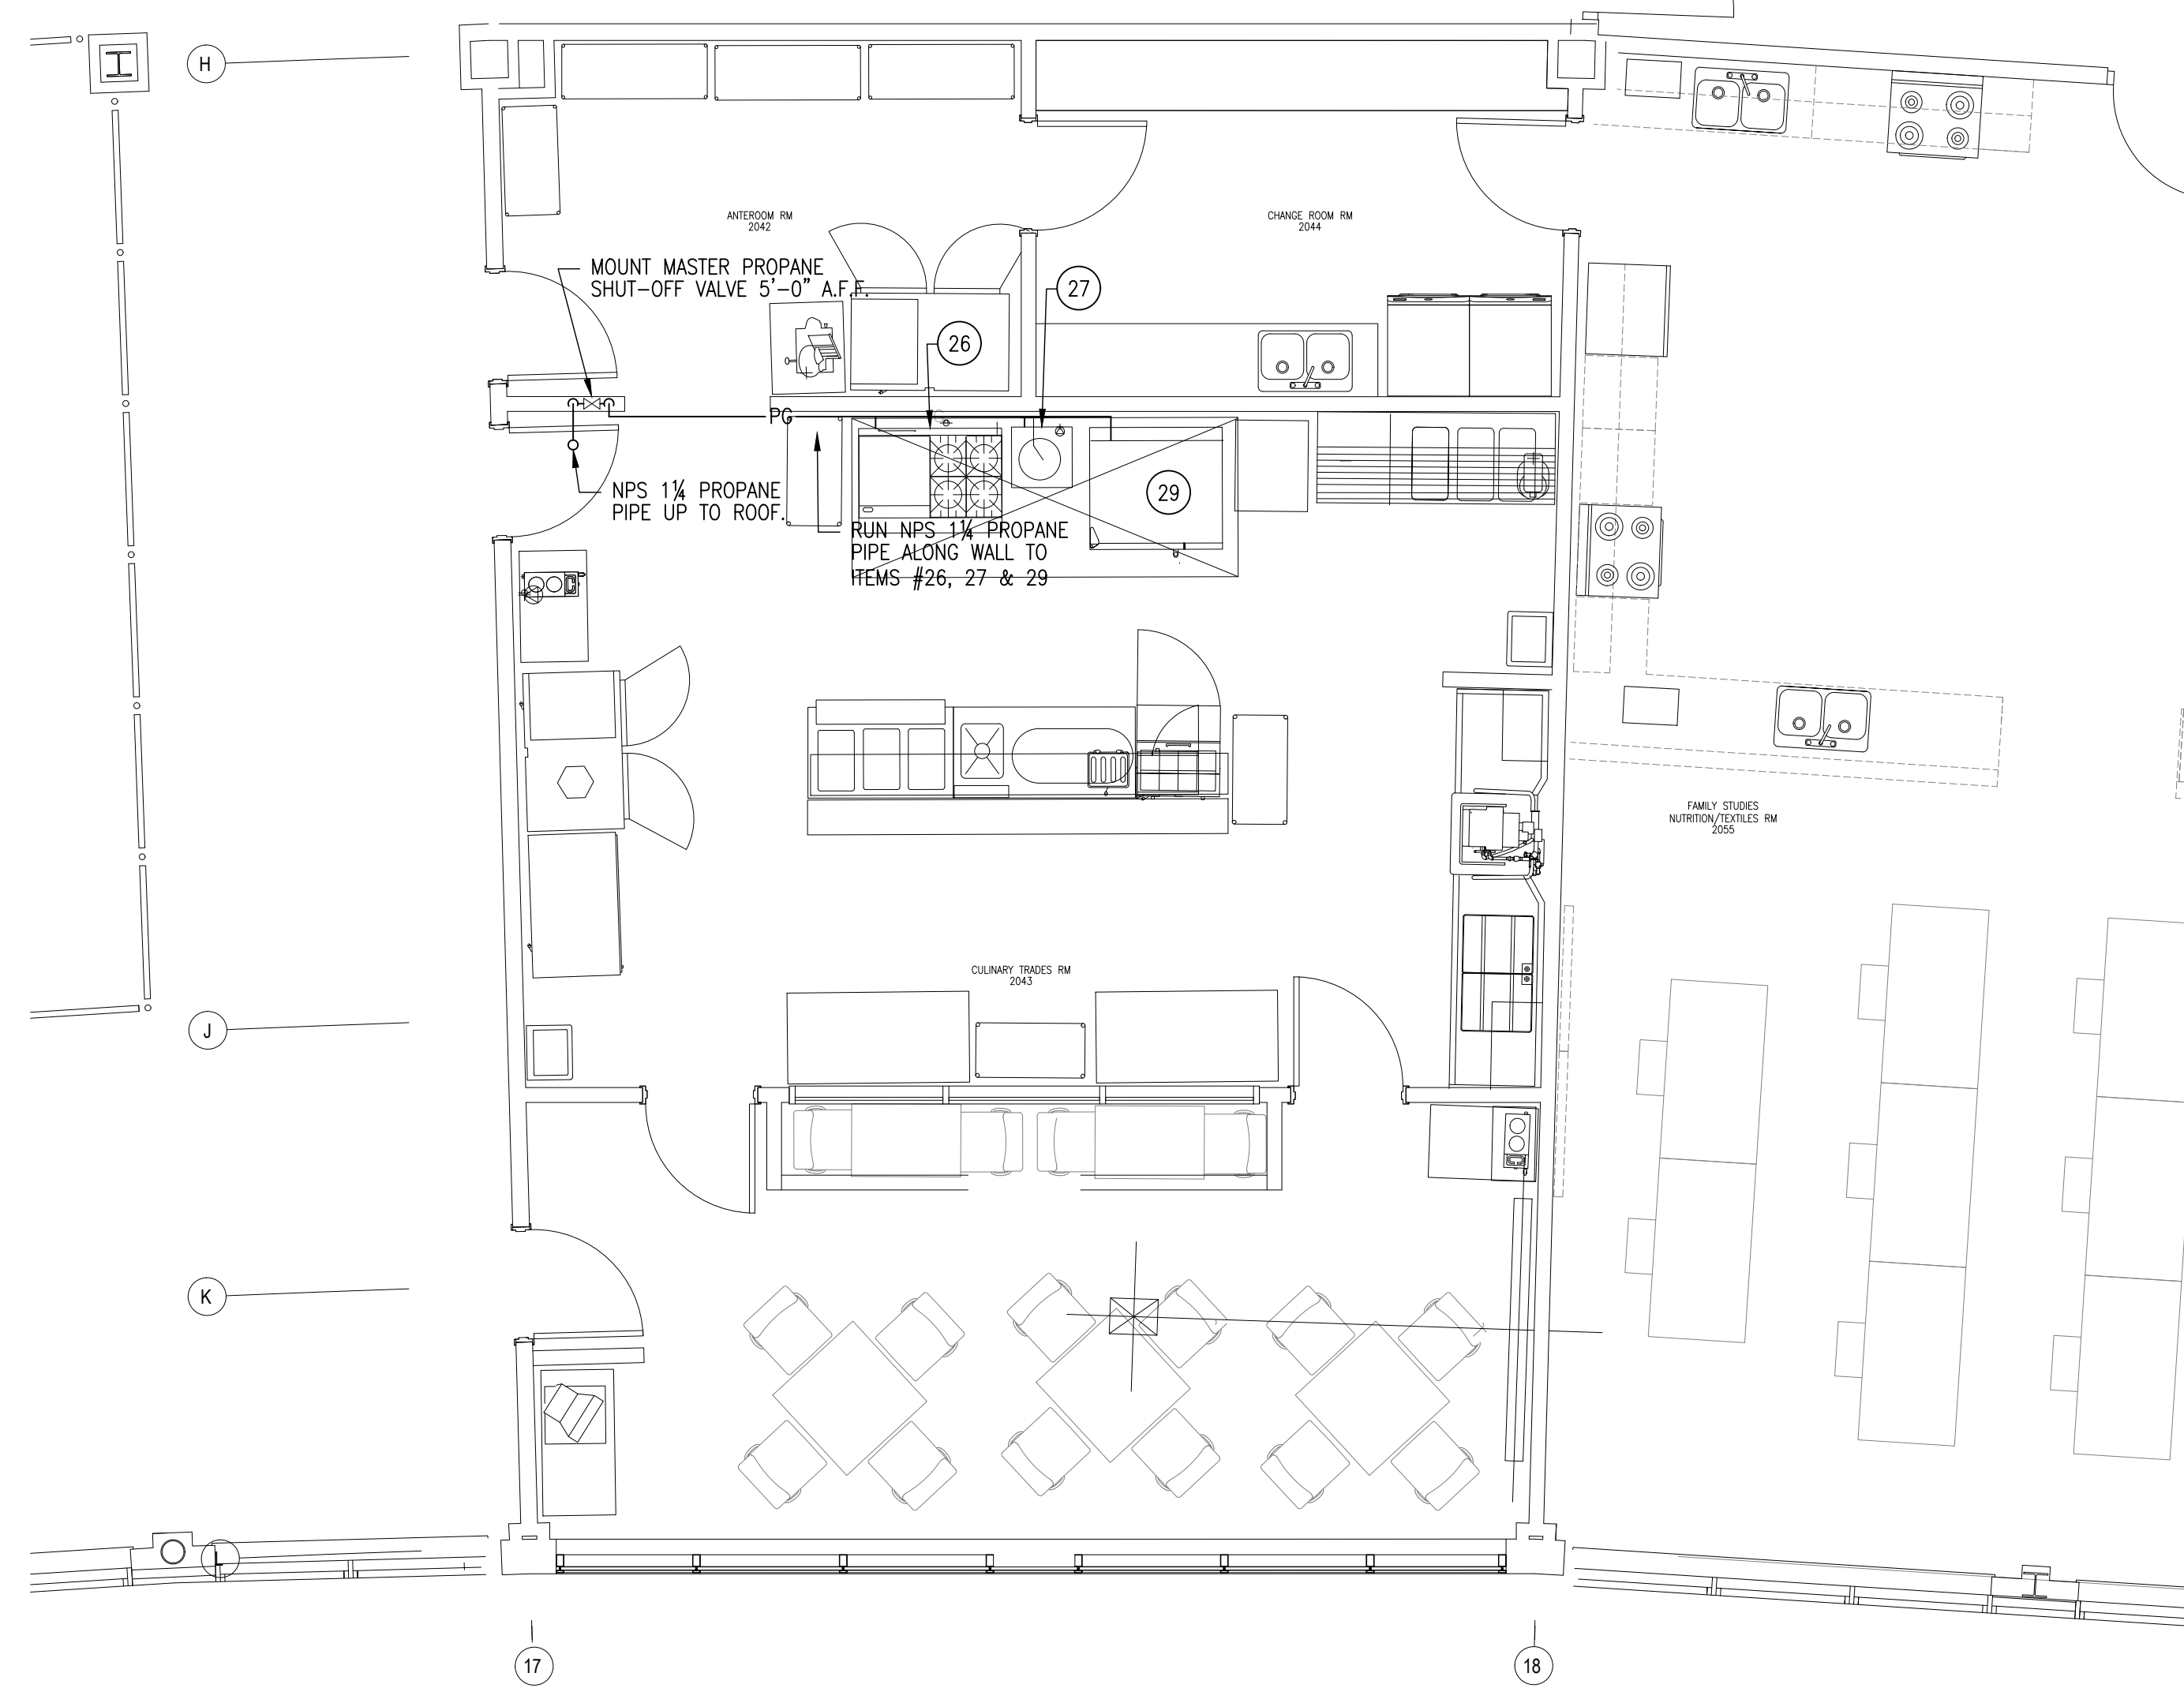 H
ANTEROOM RM
2042
CHANGE ROOM RM
2044
MOUNT MASTER PROPANE
SHUT-OFF VALVE 5'-0" A.F.F.
27
26
PG
29
NPS 1¼ PROPANE
PIPE UP TO ROOF.
RUN NPS 1¼ PROPANE
PIPE ALONG WALL TO
ITEMS #26, 27 & 29
FAMILY STUDIES
NUTRITION/TEXTILES RM
2055
CULINARY TRADES RM
2043
J
K
L
17
18